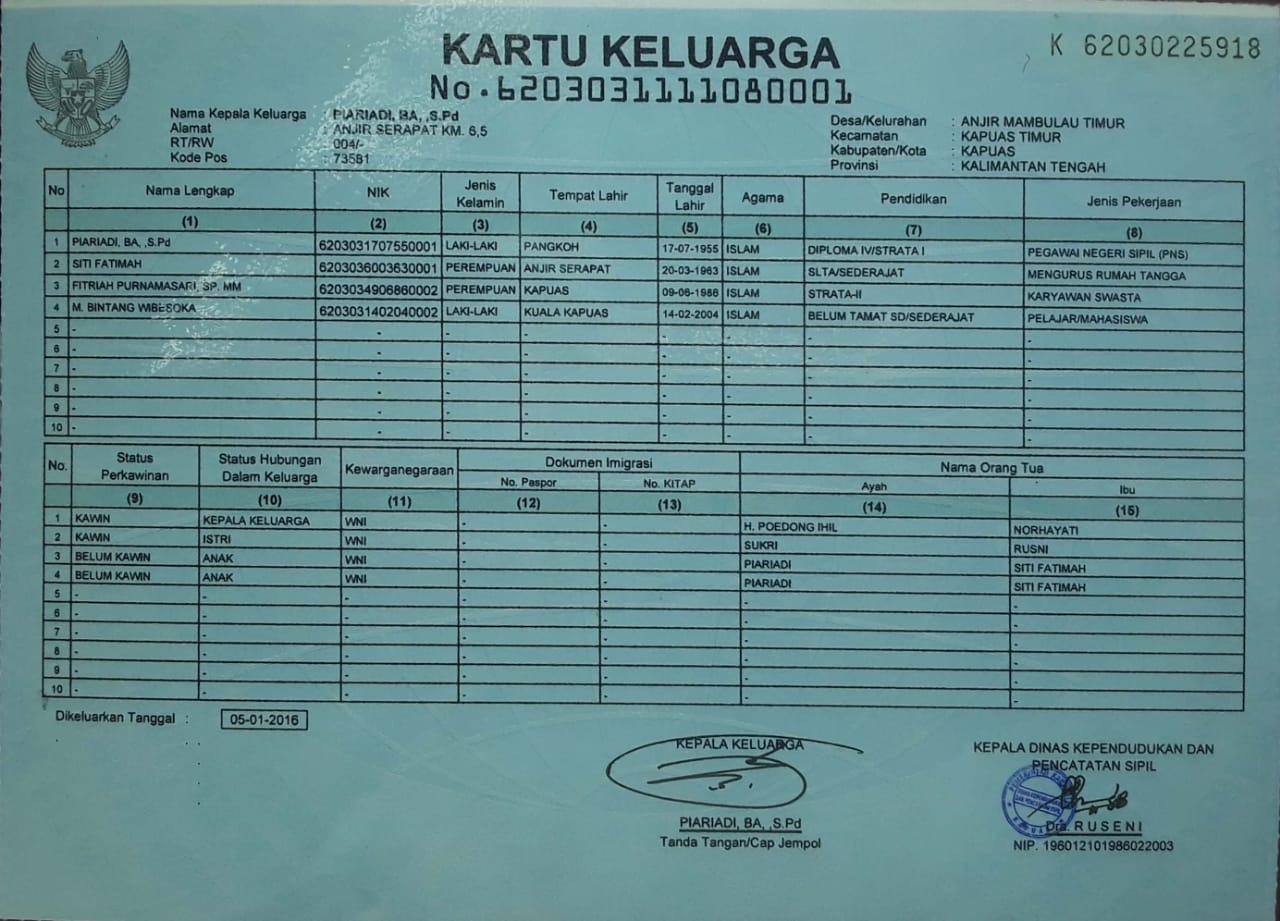 KARTU KELUARGA
No.6203031111080001
K 62030225918
Nama Kepala Keluarga : PIARIADI, BA, ,S.Pd
Alamat : ANJIR SERAPAT KM. 6,5
RT/RW : 004/-
Kode Pos : 73581
Desa/Kelurahan : ANJIR MAMBULAU TIMUR
Kecamatan : KAPUAS TIMUR
Kabupaten/Kota : KAPUAS
Provinsi : KALIMANTAN TENGAH
No Nama Lengkap NIK Jenis Kelamin Tempat Lahir Tanggal Lahir Agama Pendidikan Jenis Pekerjaan
(1) (2) (3) (4) (5) (6) (7) (8)
1 PIARIADI, BA, ,S.Pd 6203031707550001 LAKI-LAKI PANGKOH 17-07-1955 ISLAM DIPLOMA IV/STRATA I PEGAWAI NEGERI SIPIL (PNS)
2 SITI FATIMAH 6203036003630001 PEREMPUAN ANJIR SERAPAT 20-03-1963 ISLAM SLTA/SEDERAJAT MENGURUS RUMAH TANGGA
3 FITRIAH PURNAMASARI, SP. MM 6203034906860002 PEREMPUAN KAPUAS 09-06-1986 ISLAM STRATA-II KARYAWAN SWASTA
4 M. BINTANG WIBESOKA 6203031402040002 LAKI-LAKI KUALA KAPUAS 14-02-2004 ISLAM BELUM TAMAT SD/SEDERAJAT PELAJAR/MAHASISWA
5 - - - - - - - -
6 - - - - - - - -
7 - - - - - - - -
8 - - - - - - - -
9 - - - - - - - -
10 - - - - - - - -
No. Status Perkawinan Status Hubungan Dalam Keluarga Kewarganegaraan Dokumen Imigrasi Nama Orang Tua
No. Paspor No. KITAP Ayah Ibu
(9) (10) (11) (12) (13) (14) (15)
1 KAWIN KEPALA KELUARGA WNI - - H. POEDONG IHIL NORHAYATI
2 KAWIN ISTRI WNI - - SUKRI RUSNI
3 BELUM KAWIN ANAK WNI - - PIARIADI SITI FATIMAH
4 BELUM KAWIN ANAK WNI - - PIARIADI SITI FATIMAH
5 - - - - - - -
6 - - - - - - -
7 - - - - - - -
8 - - - - - - -
9 - - - - - - -
10 - - - - - - -
Dikeluarkan Tanggal : 05-01-2016
KEPALA KELUARGA
PIARIADI, BA, ,S.Pd
Tanda Tangan/Cap Jempol
KEPALA DINAS KEPENDUDUKAN DAN
PENCATATAN SIPIL
Dra. RUSENI
NIP. 196012101986022003